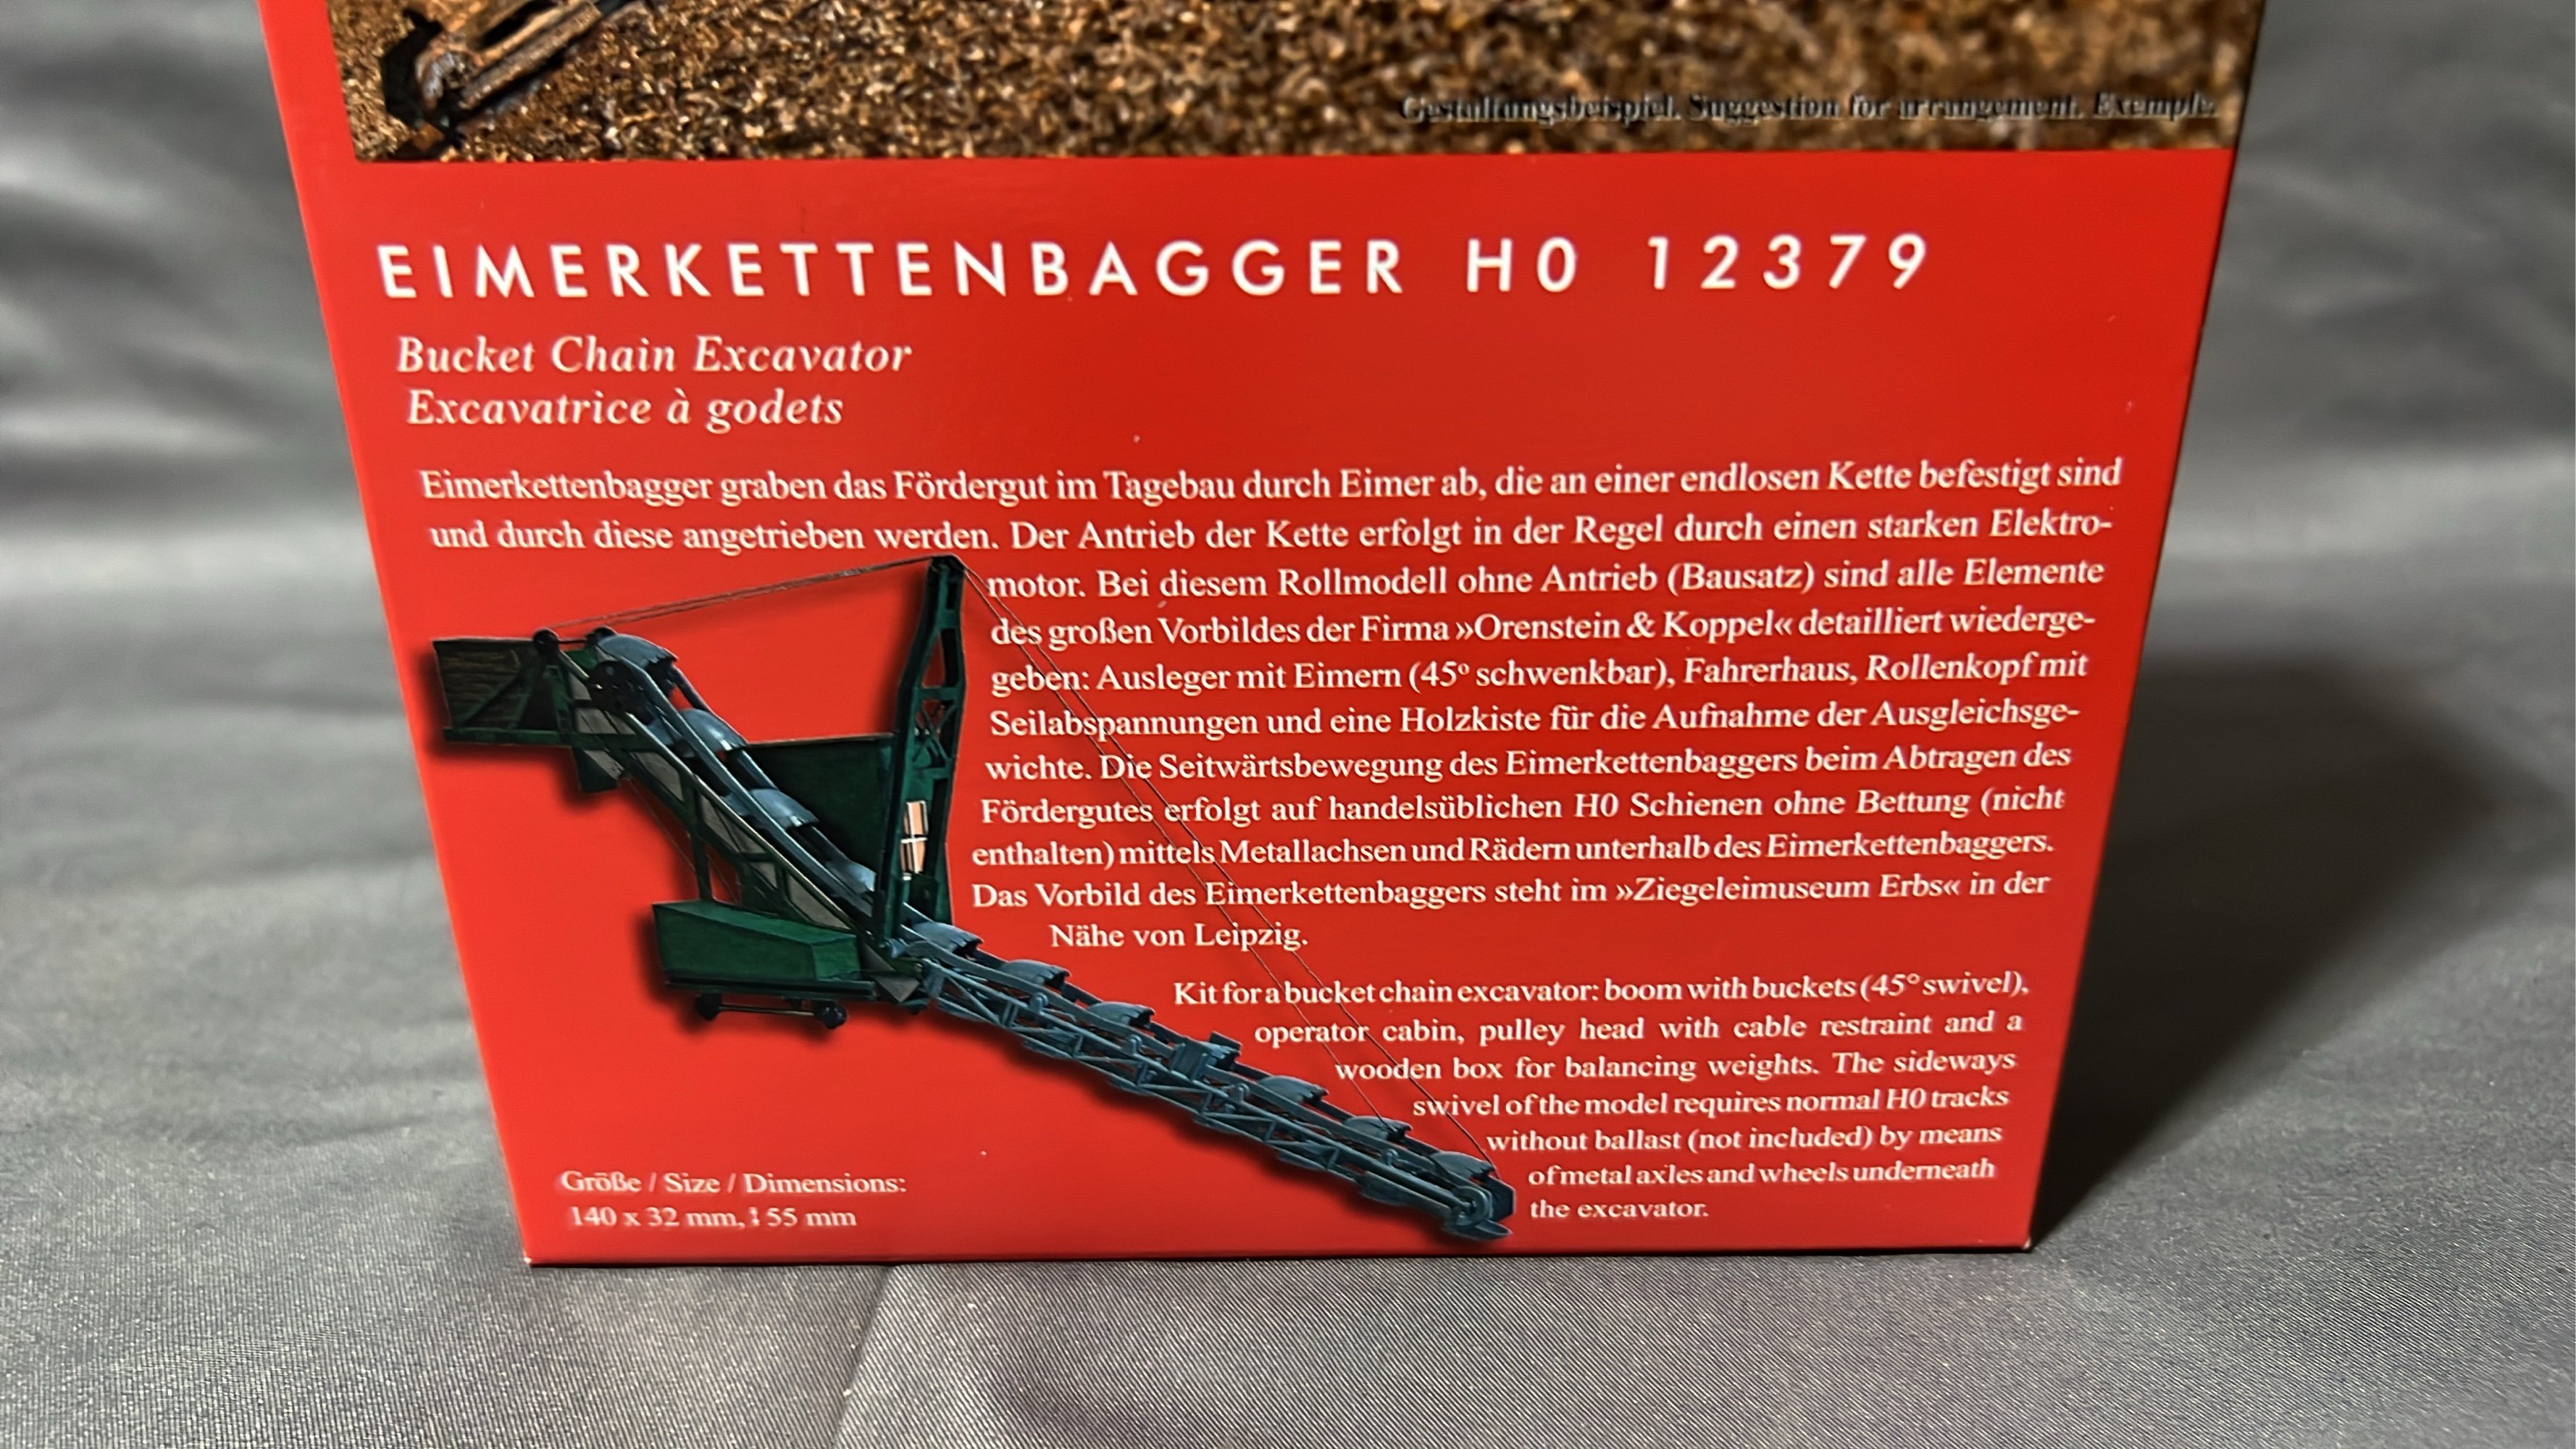 Gestaltungsbeispiel. Suggestion for arrangement. Exemple.
EIMERKETTENBAGGER H0 12379
Bucket Chain Excavator
Excavatrice à godets
Eimerkettenbagger graben das Fördergut im Tagebau durch Eimer ab, die an einer endlosen Kette befestigt sind
und durch diese angetrieben werden. Der Antrieb der Kette erfolgt in der Regel durch einen starken Elektro-
motor. Bei diesem Rollmodell ohne Antrieb (Bausatz) sind alle Elemente
des großen Vorbildes der Firma »Orenstein & Koppel« detailliert wiederge-
geben: Ausleger mit Eimern (45° schwenkbar), Fahrerhaus, Rollenkopf mit
Seilabspannungen und eine Holzkiste für die Aufnahme der Ausgleichsge-
wichte. Die Seitwärtsbewegung des Eimerkettenbaggers beim Abtragen des
Fördergutes erfolgt auf handelsüblichen H0 Schienen ohne Bettung (nicht
enthalten) mittels Metallachsen und Rädern unterhalb des Eimerkettenbaggers.
Das Vorbild des Eimerkettenbaggers steht im »Ziegeleimuseum Erbs« in der
Nähe von Leipzig.
Kit for a bucket chain excavator: boom with buckets (45° swivel),
operator cabin, pulley head with cable restraint and a
wooden box for balancing weights. The sideways
swivel of the model requires normal H0 tracks
without ballast (not included) by means
of metal axles and wheels underneath
the excavator.
Größe / Size / Dimensions:
140 x 32 mm, 55 mm